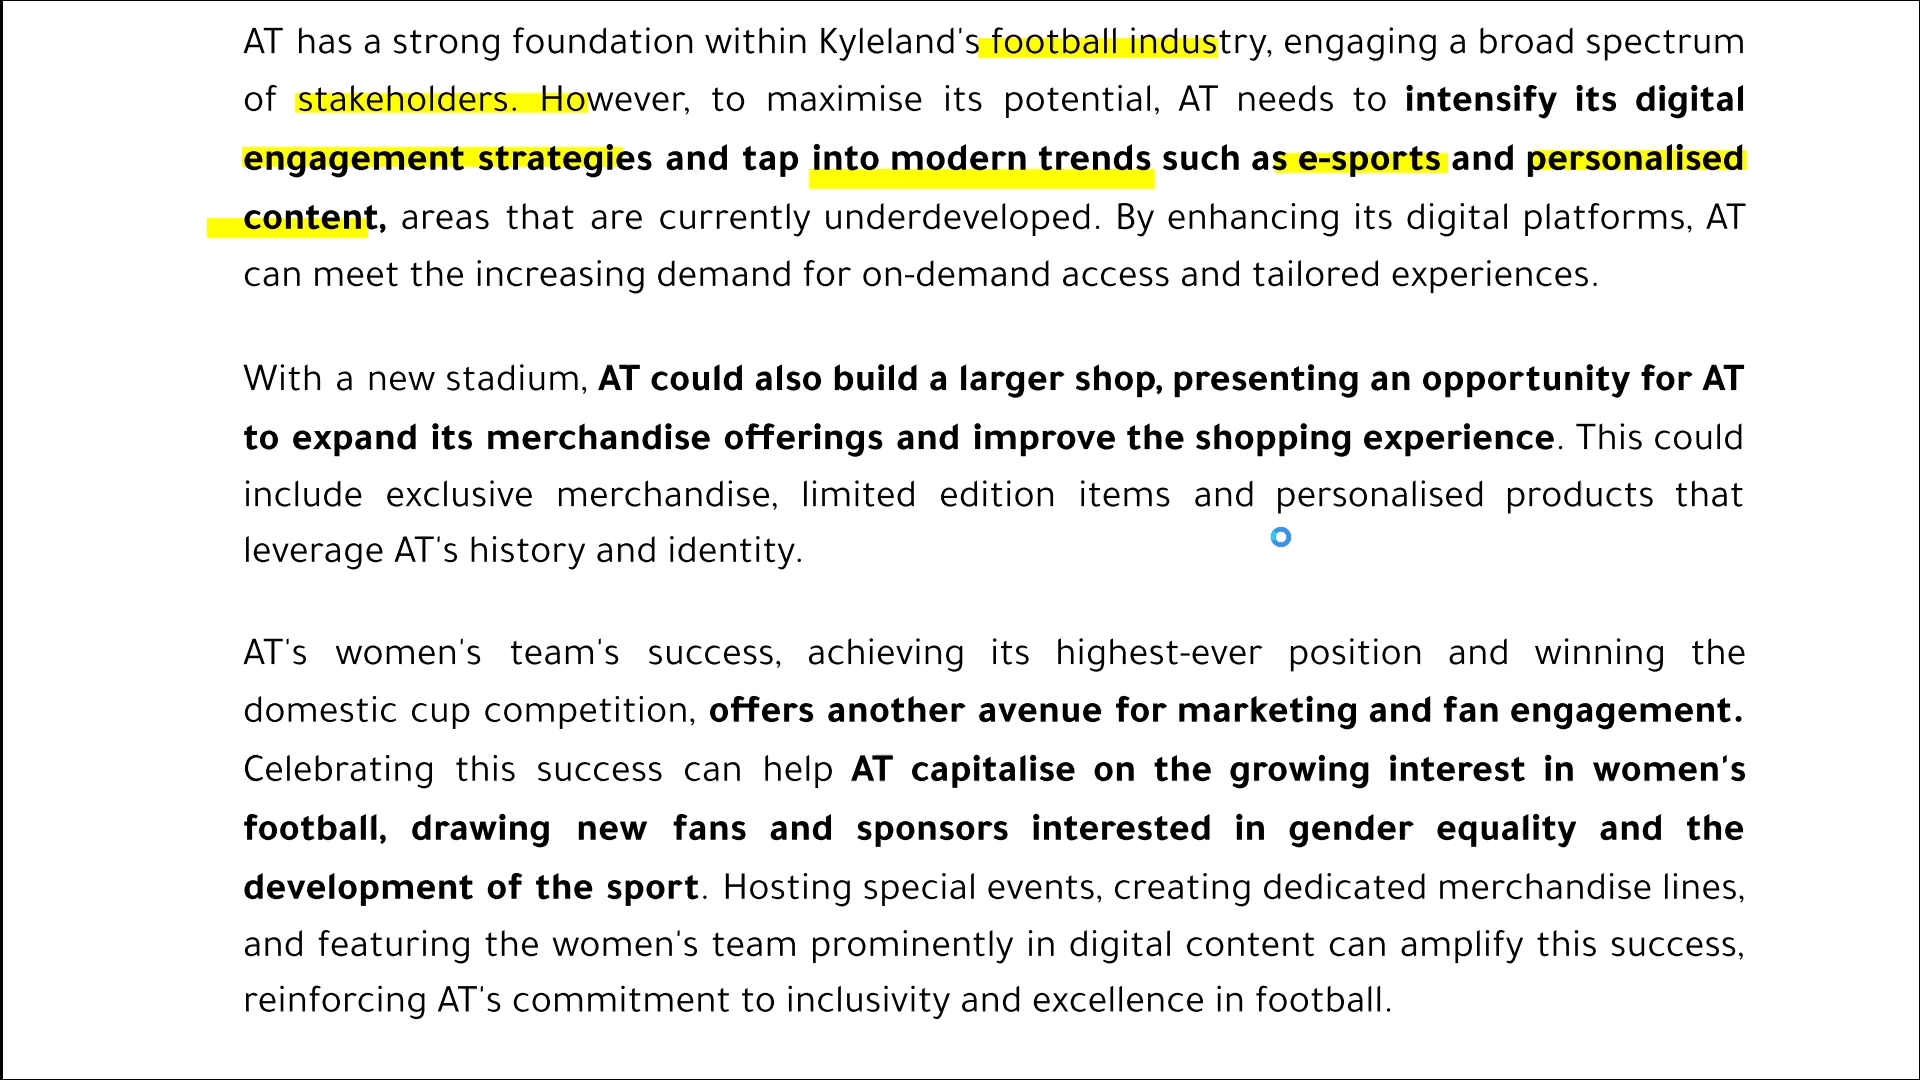 AT has a strong foundation within Kyleland's football industry, engaging a broad spectrum
of stakeholders. However, to maximise its potential, AT needs to intensify its digital
engagement strategies and tap into modern trends such as e-sports and personalised
content, areas that are currently underdeveloped. By enhancing its digital platforms, AT
can meet the increasing demand for on-demand access and tailored experiences.
With a new stadium, AT could also build a larger shop, presenting an opportunity for AT
to expand its merchandise offerings and improve the shopping experience. This could
include exclusive merchandise, limited edition items and personalised products that
leverage AT's history and identity.
AT's women's team's success, achieving its highest-ever position and winning the
domestic cup competition, offers another avenue for marketing and fan engagement.
Celebrating this success can help AT capitalise on the growing interest in women's
football, drawing new fans and sponsors interested in gender equality and the
development of the sport. Hosting special events, creating dedicated merchandise lines,
and featuring the women's team prominently in digital content can amplify this success,
reinforcing AT's commitment to inclusivity and excellence in football.